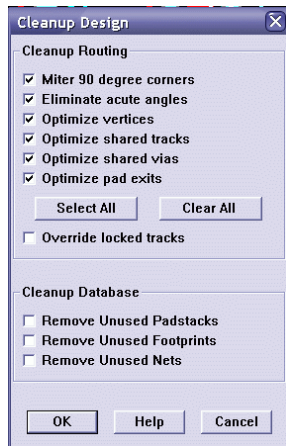 Cleanup Design
Cleanup Routing
Miter 90 degree corners
Eliminate acute angles
Optimize vertices
Optimize shared tracks
Optimize shared vias
Optimize pad exits
Select All Clear All
Override locked tracks
Cleanup Database
Remove Unused Padstacks
Remove Unused Footprints
Remove Unused Nets
OK Help Cancel